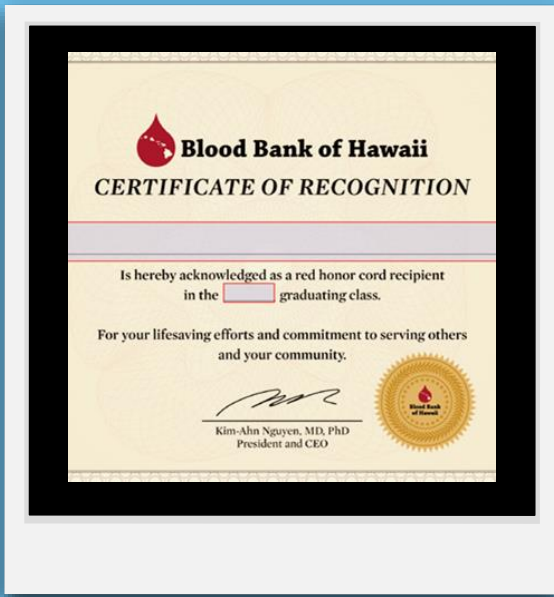 Blood Bank of Hawaii
CERTIFICATE OF RECOGNITION
Is hereby acknowledged as a red honor cord recipient
in the graduating class.
For your lifesaving efforts and commitment to serving others
and your community.
Kim-Ahn Nguyen, MD, PhD
President and CEO
Blood Bank
of Hawaii